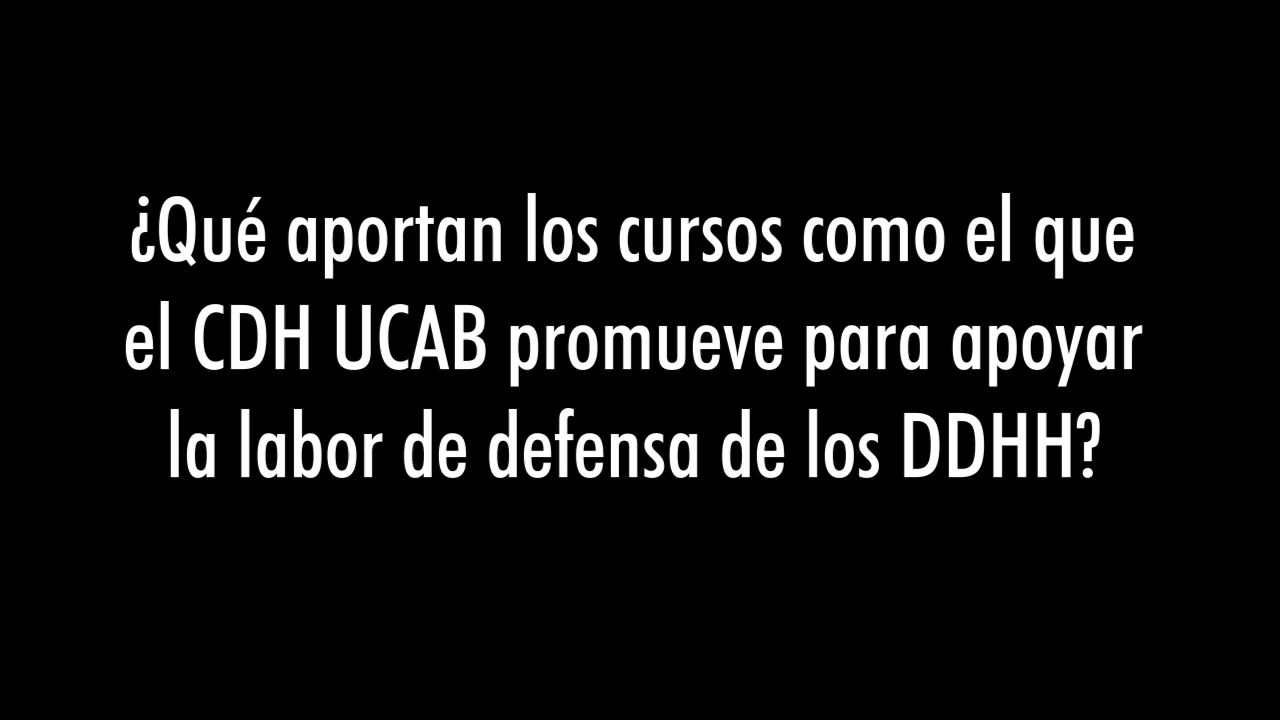 ¿Qué aportan los cursos como el que
el CDH UCAB promueve para apoyar
la labor de defensa de los DDHH?